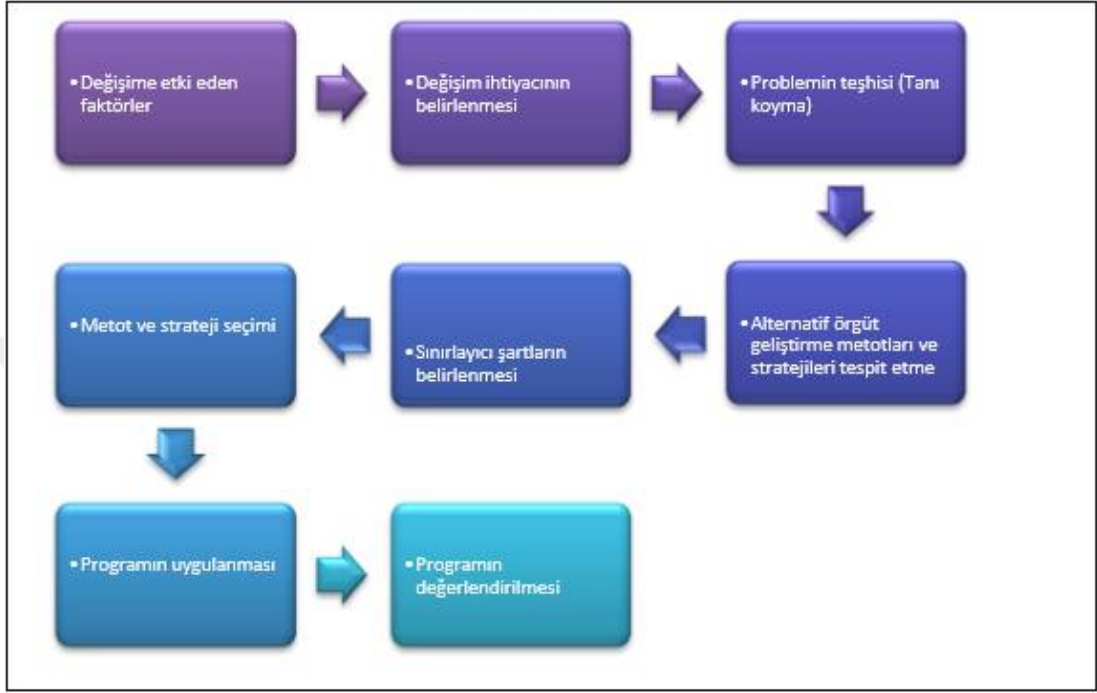 • Değişime etki eden
faktörler
• Değişim ihtiyacının
belirlenmesi
• Problemin teşhisi (Tanı
koyma)
• Alternatif örgüt
geliştirme metotları ve
stratejileri tespit etme
• Sınırlayıcı şartların
belirlenmesi
• Metot ve strateji seçimi
• Programın uygulanması
• Programın
değerlendirilmesi